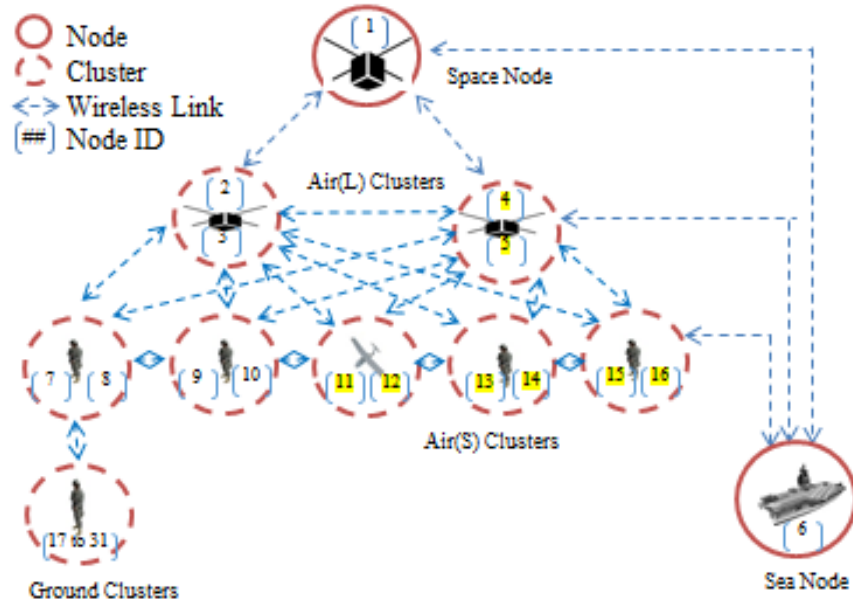 Node
Cluster
Wireless Link
[##] Node ID
[1]
Space Node
Air(L) Clusters
[2]
[3]
[4]
[5]
[7] [8]
[9] [10]
[11] [12]
[13] [14]
[15] [16]
Air(S) Clusters
[17 to 31]
Ground Clusters
[6]
Sea Node